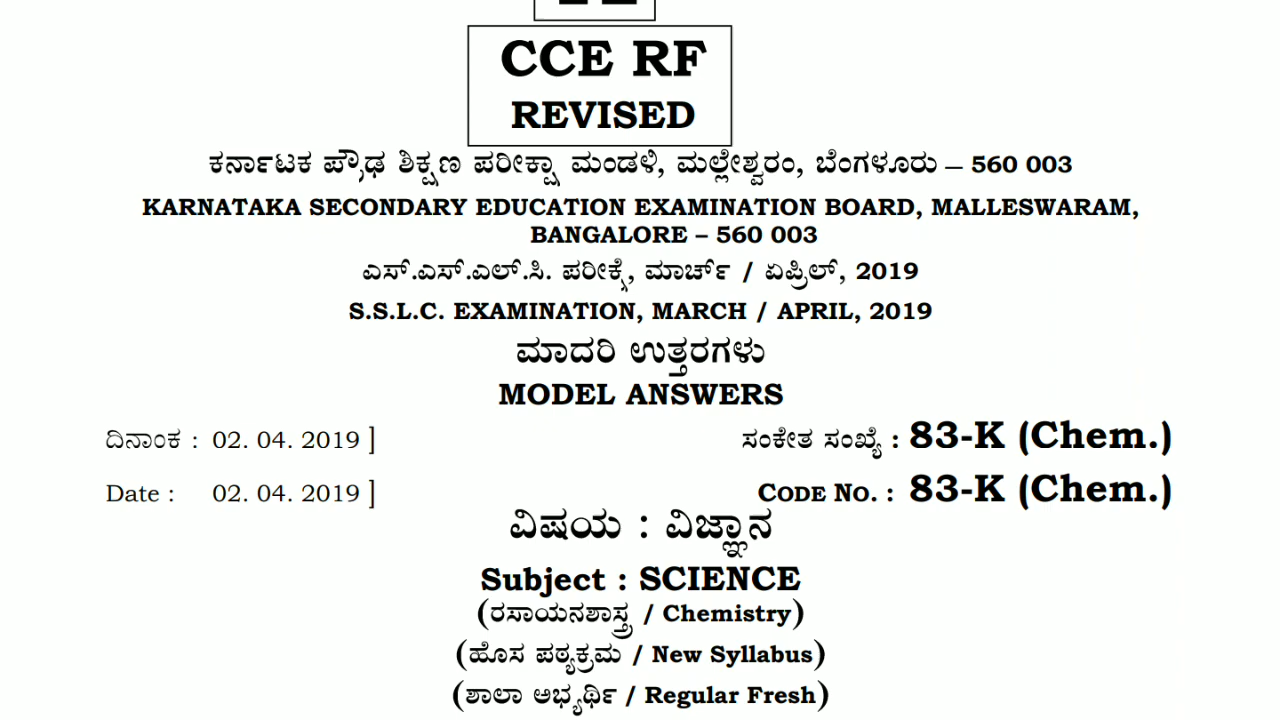 CCE RF
REVISED
ಕರ್ನಾಟಕ ಪ್ರೌಢ ಶಿಕ್ಷಣ ಪರೀಕ್ಷಾ ಮಂಡಳಿ, ಮಲ್ಲೇಶ್ವರಂ, ಬೆಂಗಳೂರು – 560 003
KARNATAKA SECONDARY EDUCATION EXAMINATION BOARD, MALLESWARAM,
BANGALORE – 560 003
ಎಸ್.ಎಸ್.ಎಲ್.ಸಿ. ಪರೀಕ್ಷೆ, ಮಾರ್ಚ್ / ಏಪ್ರಿಲ್, 2019
S.S.L.C. EXAMINATION, MARCH / APRIL, 2019
ಮಾದರಿ ಉತ್ತರಗಳು
MODEL ANSWERS
ದಿನಾಂಕ : 02. 04. 2019 ] ಸಂಕೇತ ಸಂಖ್ಯೆ : 83-K (Chem.)
Date : 02. 04. 2019 ] CODE NO. : 83-K (Chem.)
ವಿಷಯ : ವಿಜ್ಞಾನ
Subject : SCIENCE
(ರಸಾಯನಶಾಸ್ತ್ರ / Chemistry)
(ಹೊಸ ಪಠ್ಯಕ್ರಮ / New Syllabus)
(ಶಾಲಾ ಅಭ್ಯರ್ಥಿ / Regular Fresh)